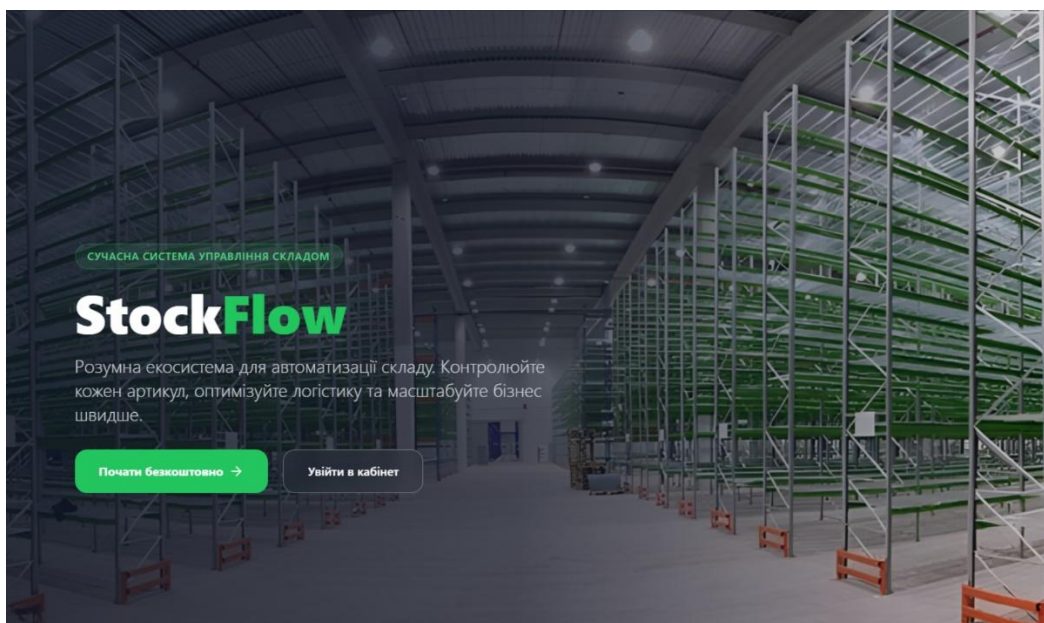 СУЧАСНА СИСТЕМА УПРАВЛІННЯ СКЛАДОМ
StockFlow
Розумна екосистема для автоматизації складу. Контролюйте
кожен артикул, оптимізуйте логістику та масштабуйте бізнес
швидше.
Почати безкоштовно →
Увійти в кабінет